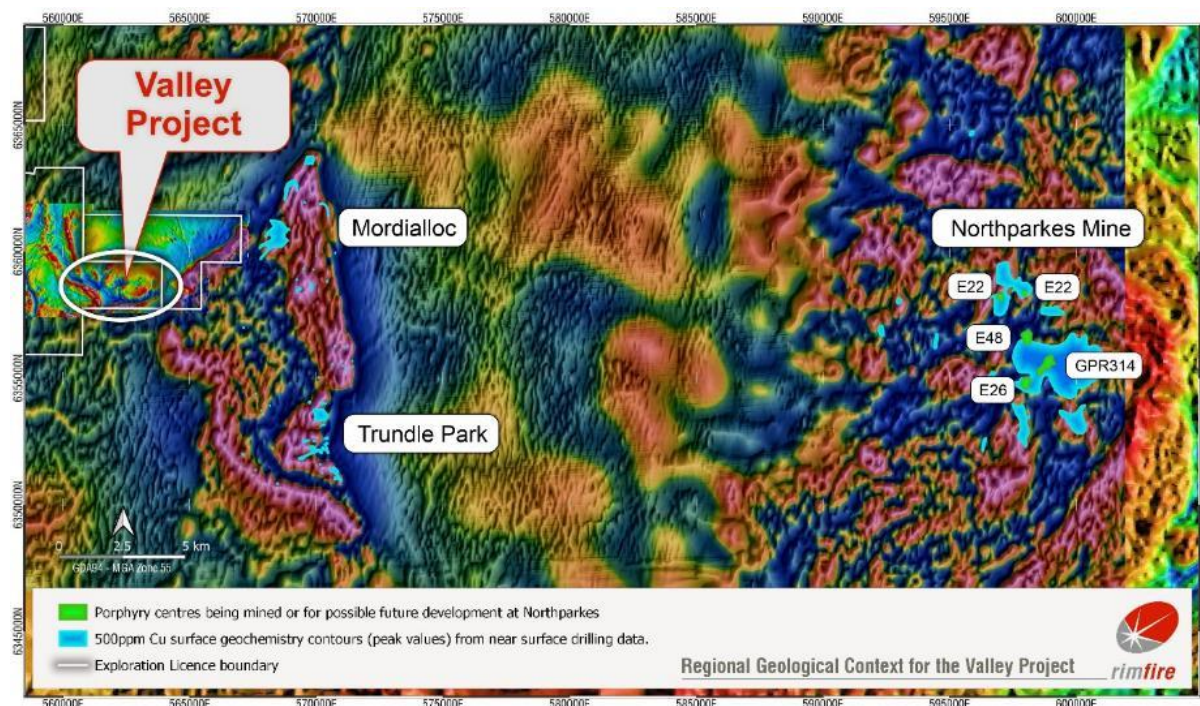 560000E 565000E 570000E 575000E 580000E 585000E 590000E 595000E 600000E
Valley
Project
6365000N
6360000N
6355000N
6350000N
6345000N
Mordialloc
Northparkes Mine
E22
E22
E48
GPR314
E26
Trundle Park
0 2.5 5 km
GDA94 - MGA Zone 55
Porphyry centres being mined or for possible future development at Northparkes
500ppm Cu surface geochemistry contours (peak values) from near surface drilling data.
Exploration Licence boundary
Regional Geological Context for the Valley Project
rimfire
560000E 565000E 570000E 575000E 580000E 585000E 590000E 595000E 600000E